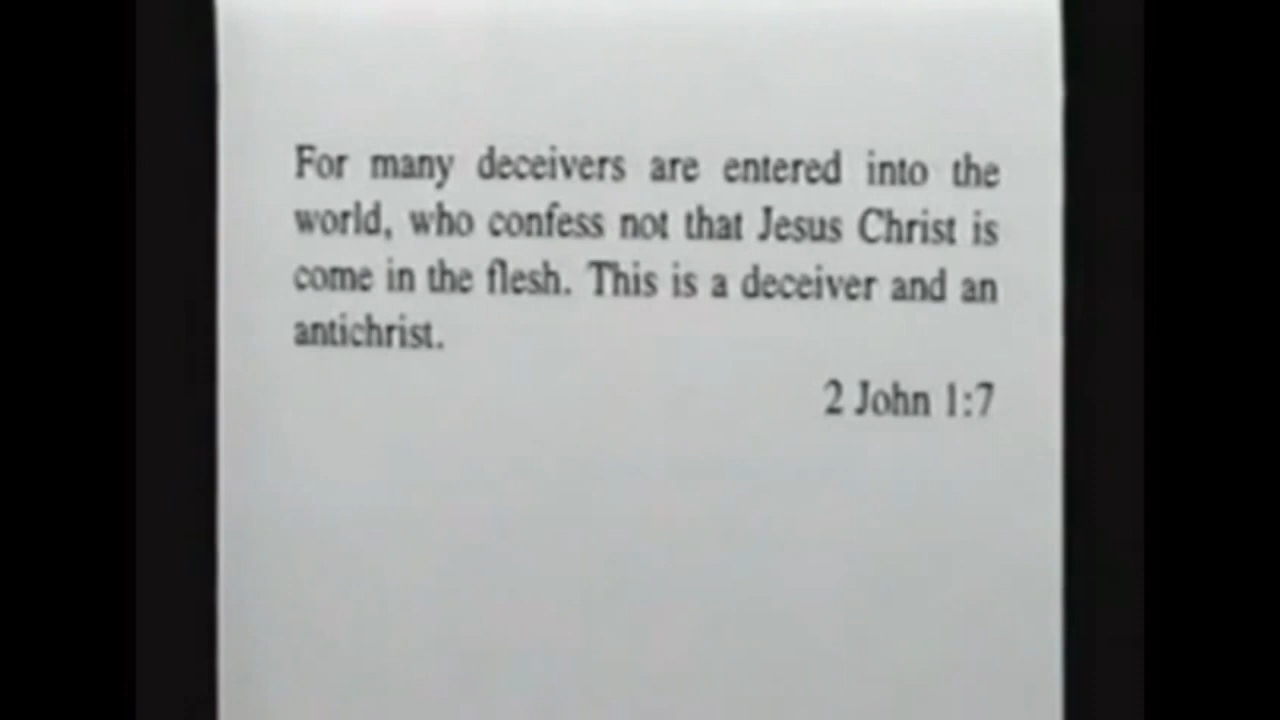 For many deceivers are entered into the
world, who confess not that Jesus Christ is
come in the flesh. This is a deceiver and an
antichrist.
2 John 1:7